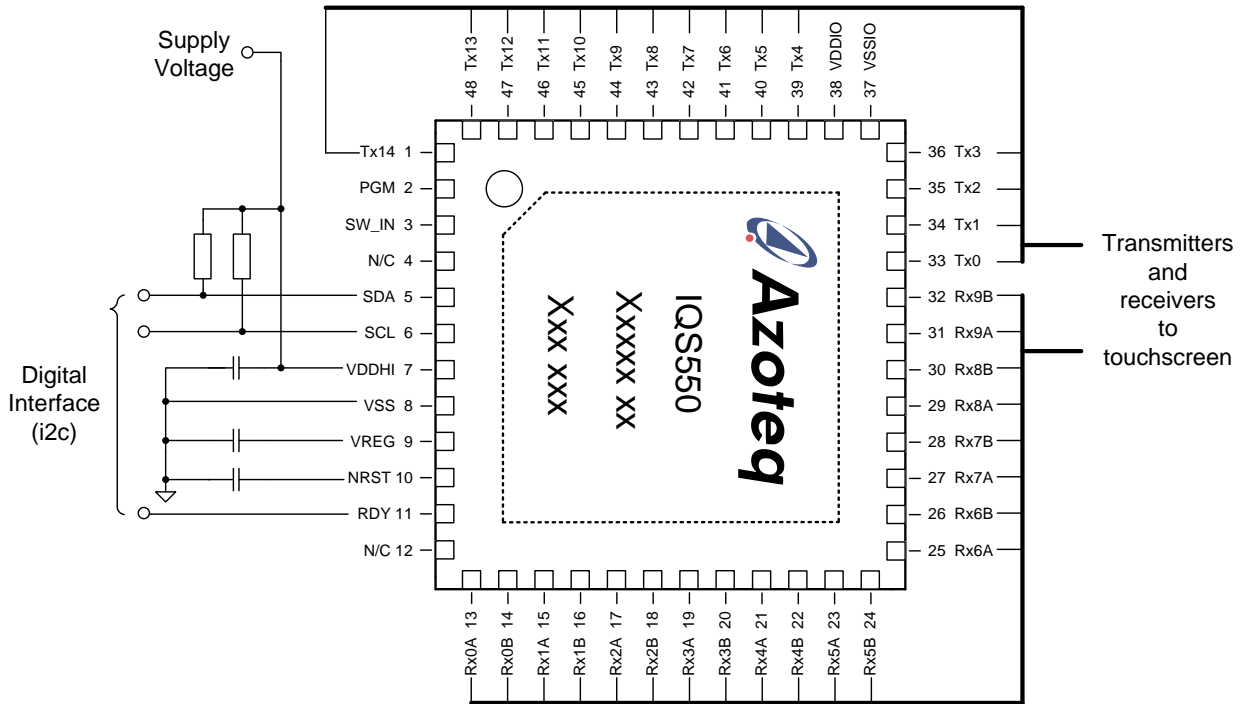 Supply
Voltage
48 Tx13
47 Tx12
46 Tx11
45 Tx10
44 Tx9
43 Tx8
42 Tx7
41 Tx6
40 Tx5
39 Tx4
38 VDDIO
37 VSSIO
Tx14 1
PGM 2
SW_IN 3
N/C 4
SDA 5
SCL 6
VDDHI 7
VSS 8
VREG 9
NRST 10
RDY 11
N/C 12
Digital
Interface
(i2c)
Azoteq
IQS550
Xxxxx xx
Xxx xxx
36 Tx3
35 Tx2
34 Tx1
33 Tx0
32 Rx9B
31 Rx9A
30 Rx8B
29 Rx8A
28 Rx7B
27 Rx7A
26 Rx6B
25 Rx6A
Transmitters
and
receivers
to
touchscreen
Rx0A 13
Rx0B 14
Rx1A 15
Rx1B 16
Rx2A 17
Rx2B 18
Rx3A 19
Rx3B 20
Rx4A 21
Rx4B 22
Rx5A 23
Rx5B 24